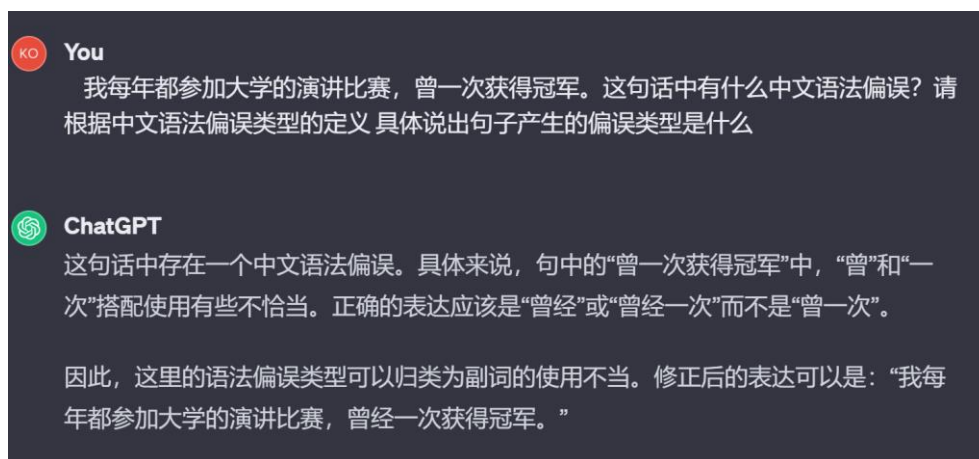 KO You
我每年都参加大学的演讲比赛，曾一次获得冠军。这句话中有什么中文语法偏误？请
根据中文语法偏误类型的定义 具体说出句子产生的偏误类型是什么
ChatGPT
这句话中存在一个中文语法偏误。具体来说，句中的“曾一次获得冠军”中，“曾”和“一
次”搭配使用有些不恰当。正确的表达应该是“曾经”或“曾经一次”而不是“曾一次”。
因此，这里的语法偏误类型可以归类为副词的使用不当。修正后的表达可以是：“我每
年都参加大学的演讲比赛，曾经一次获得冠军。”